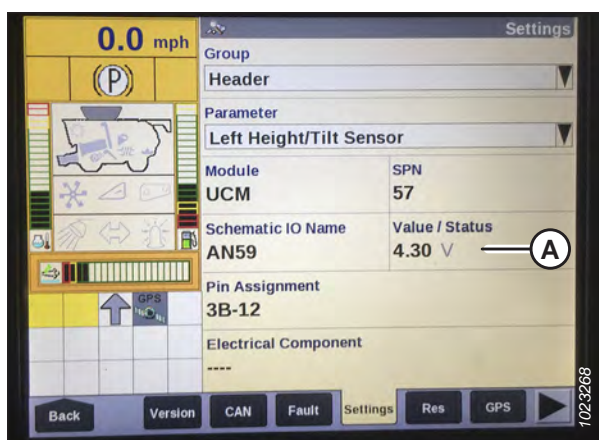 0.0 mph
Settings
(P)
Group
Header
Parameter
Left Height/Tilt Sensor
Module
SPN
UCM
57
Schematic IO Name
Value / Status
AN59
4.30 V
A
Pin Assignment
3B-12
GPS
Electrical Component
----
Back
Version
CAN
Fault
Settings
Res
GPS
1023268